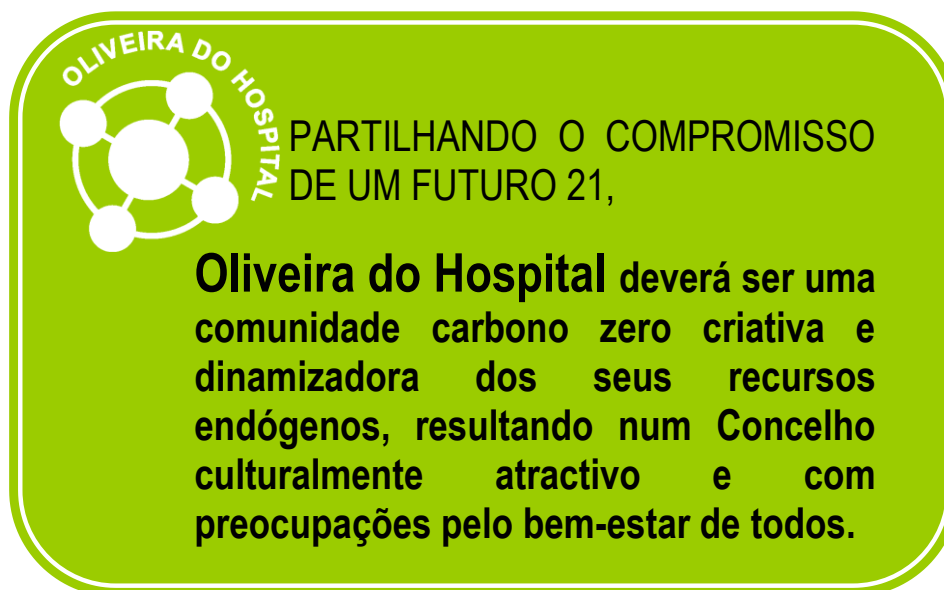 OLIVEIRA DO HOSPITAL
PARTILHANDO O COMPROMISSO
DE UM FUTURO 21,
Oliveira do Hospital deverá ser uma
comunidade carbono zero criativa e
dinamizadora dos seus recursos
endógenos, resultando num Concelho
culturalmente atractivo e com
preocupações pelo bem-estar de todos.